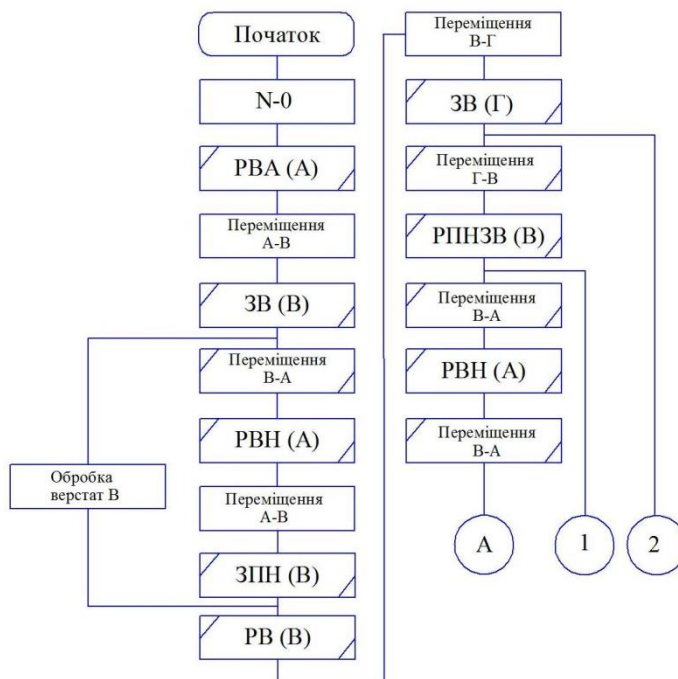 Початок
N-0
РВА (А)
Переміщення
А-В
ЗВ (В)
Переміщення
В-А
РВН (А)
Обробка
верстат В
Переміщення
А-В
ЗПН (В)
РВ (В)
Переміщення
В-Г
ЗВ (Г)
Переміщення
Г-В
РПНЗВ (В)
Переміщення
В-А
РВН (А)
Переміщення
В-А
А
1
2